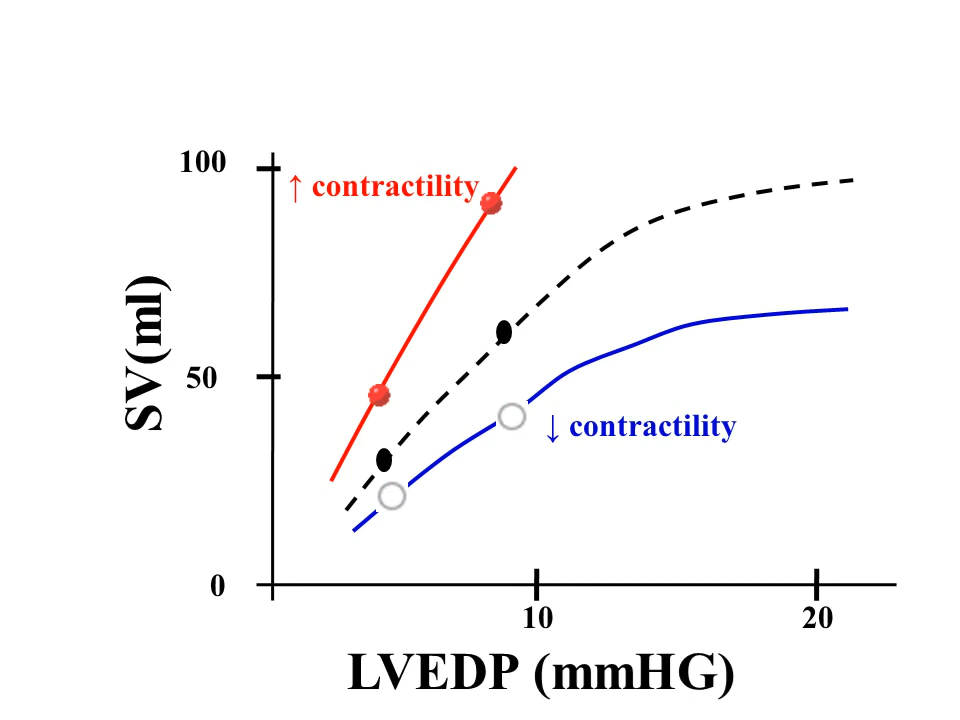 100
↑ contractility
SV(ml)
50
↓ contractility
0
10
20
LVEDP (mmHG)